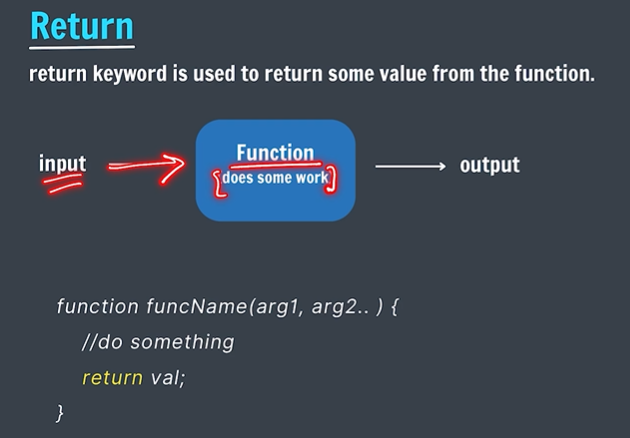 Return
return keyword is used to return some value from the function.
input
Function
does some work
output
function funcName(arg1, arg2.. ) {
//do something
return val;
}